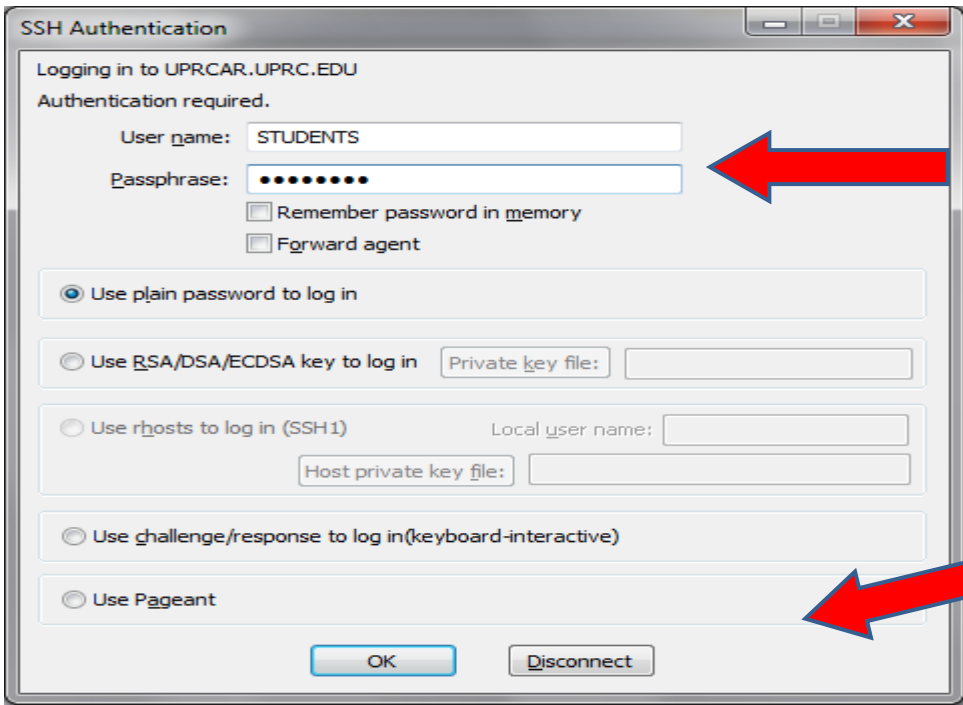 SSH Authentication
Logging in to UPRCAR.UPRC.EDU
Authentication required.
User name: STUDENTS
Passphrase: ●●●●●●●●
Remember password in memory
Forward agent
Use plain password to log in
Use RSA/DSA/ECDSA key to log in Private key file:
Use rhosts to log in (SSH1) Local user name:
Host private key file:
Use challenge/response to log in(keyboard-interactive)
Use Pageant
OK Disconnect